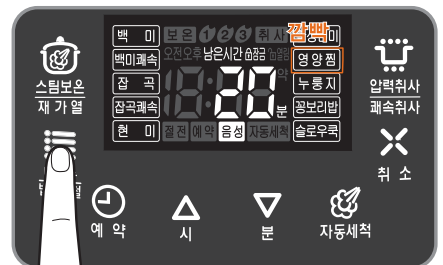 깜빡
백 미 보온 1 2 3 취사
오전 오후 남은시간 잠금
백미쾌속 영양찜
잡 곡 18:20 분 누룽지
잡곡쾌속 꽁보리밥
현 미 절전 예약 음성 자동세척 슬로우쿡
스팀보온
재 가 열
압력취사
쾌속취사
취 소
예 약
시
분
자동세척